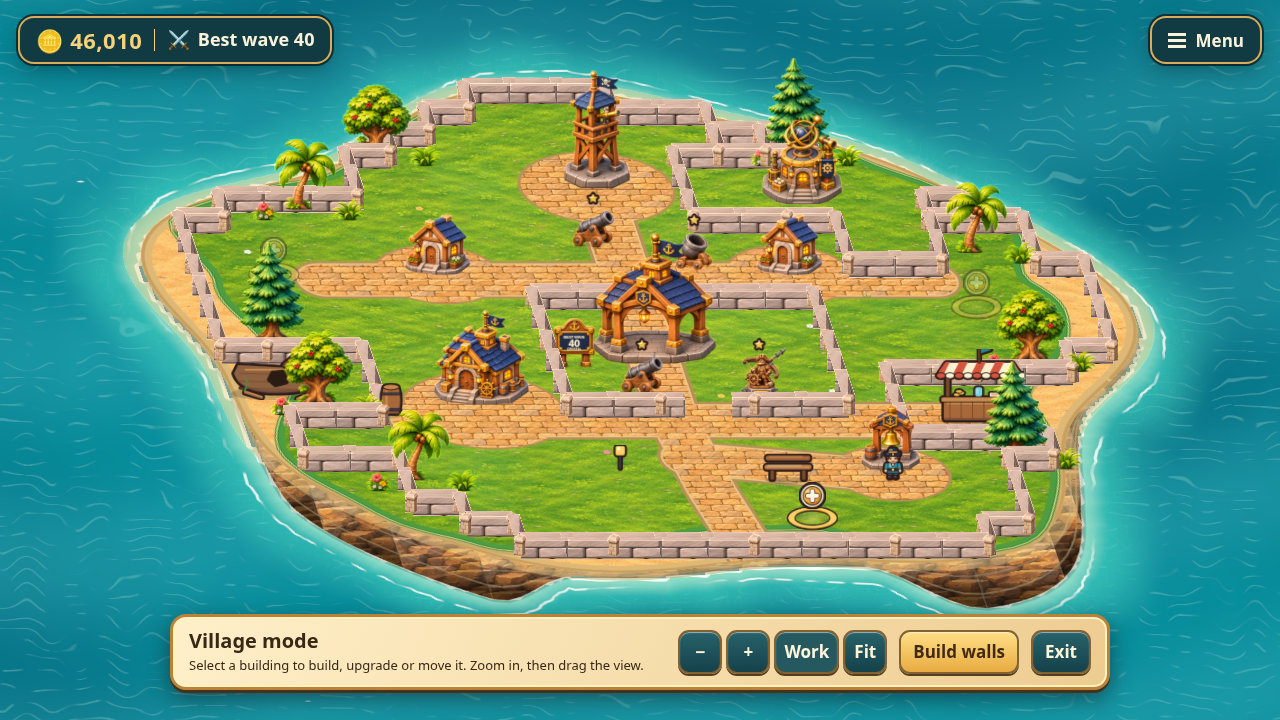 46,010
Best wave 40
Menu
40
Village mode
Select a building to build, upgrade or move it. Zoom in, then drag the view.
−
+
Work
Fit
Build walls
Exit